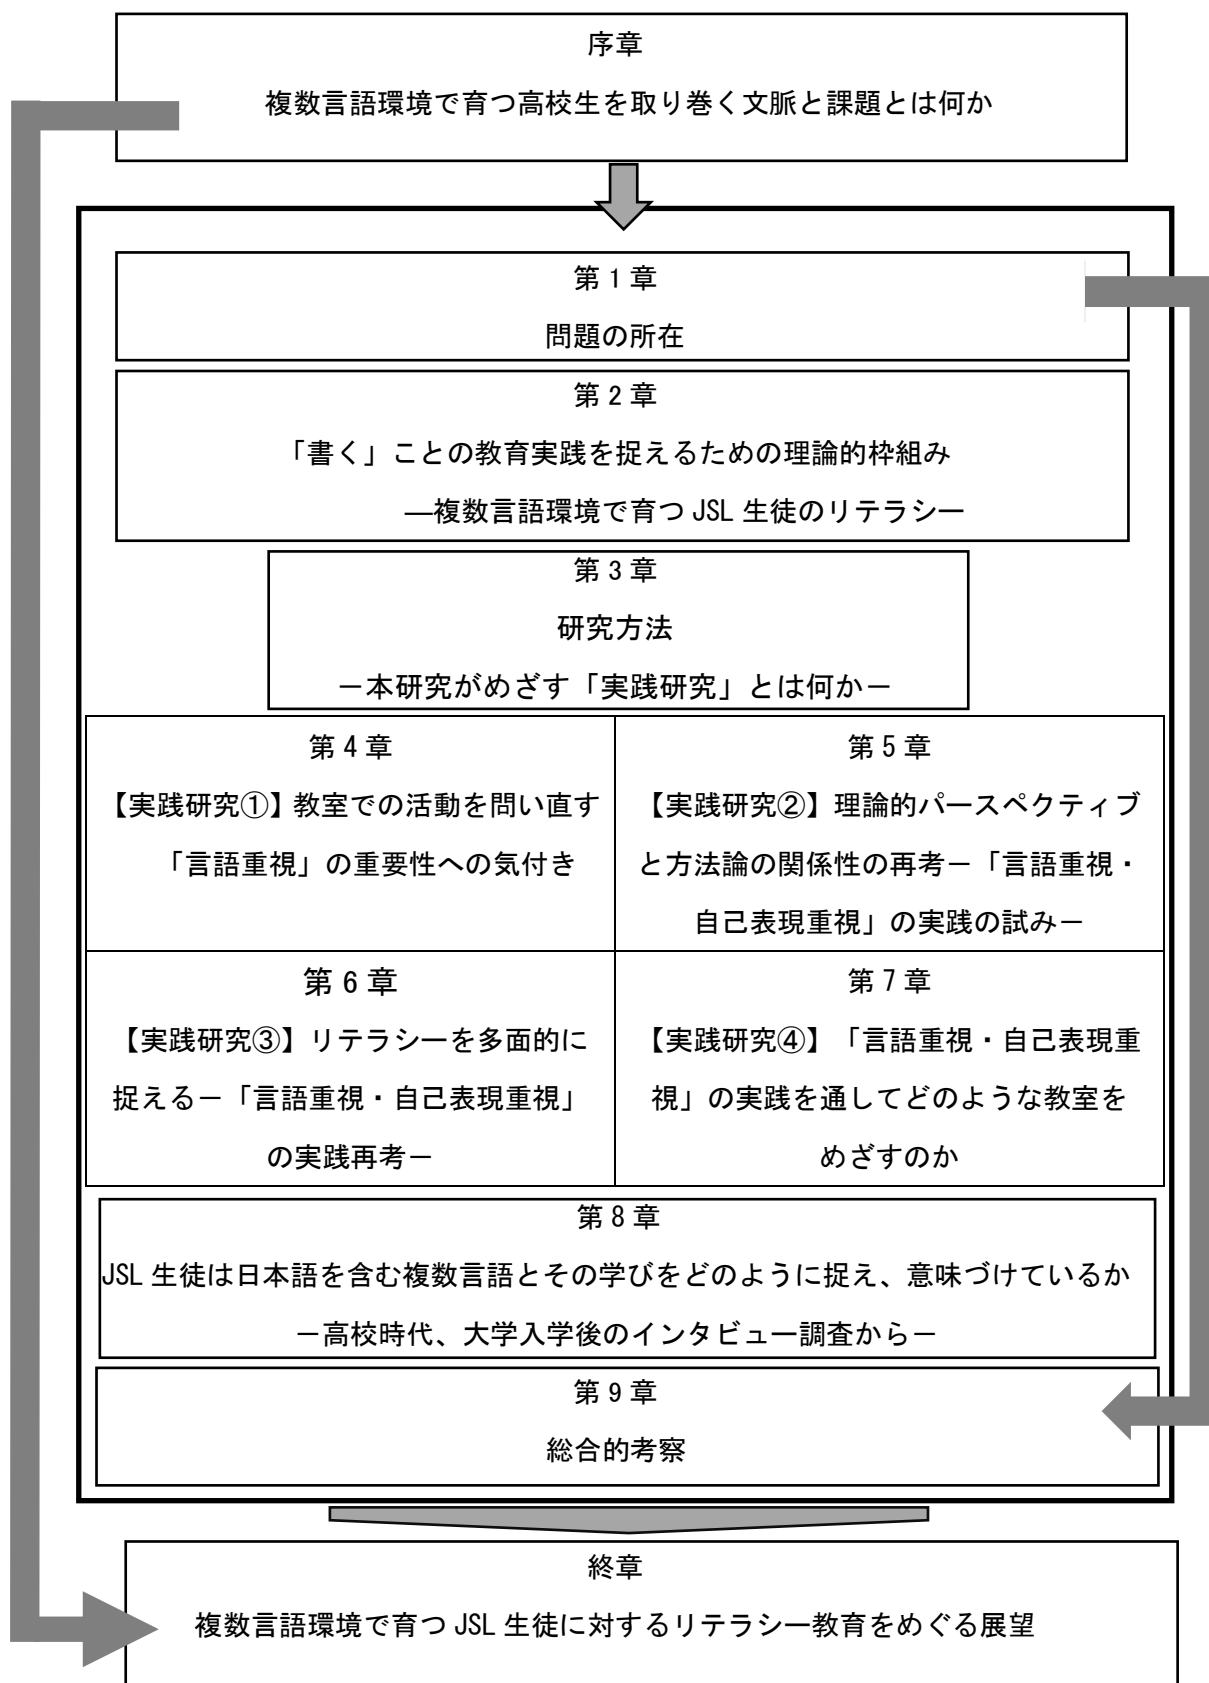 序章
複数言語環境で育つ高校生を取り巻く文脈と課題とは何か
第1章
問題の所在
第2章
「書く」ことの教育実践を捉えるための理論的枠組み
―複数言語環境で育つ JSL 生徒のリテラシー
第3章
研究方法
－本研究がめざす「実践研究」とは何か－
第4章
【実践研究①】教室での活動を問い直す
「言語重視」の重要性への気付き
第5章
【実践研究②】理論的パースペクティブ
と方法論の関係性の再考－「言語重視・
自己表現重視」の実践の試み－
第6章
【実践研究③】リテラシーを多面的に
捉える－「言語重視・自己表現重視」
の実践再考－
第7章
【実践研究④】「言語重視・自己表現重
視」の実践を通してどのような教室を
めざすのか
第8章
JSL 生徒は日本語を含む複数言語とその学びをどのように捉え、意味づけているか
－高校時代、大学入学後のインタビュー調査から－
第9章
総合的考察
終章
複数言語環境で育つ JSL 生徒に対するリテラシー教育をめぐる展望